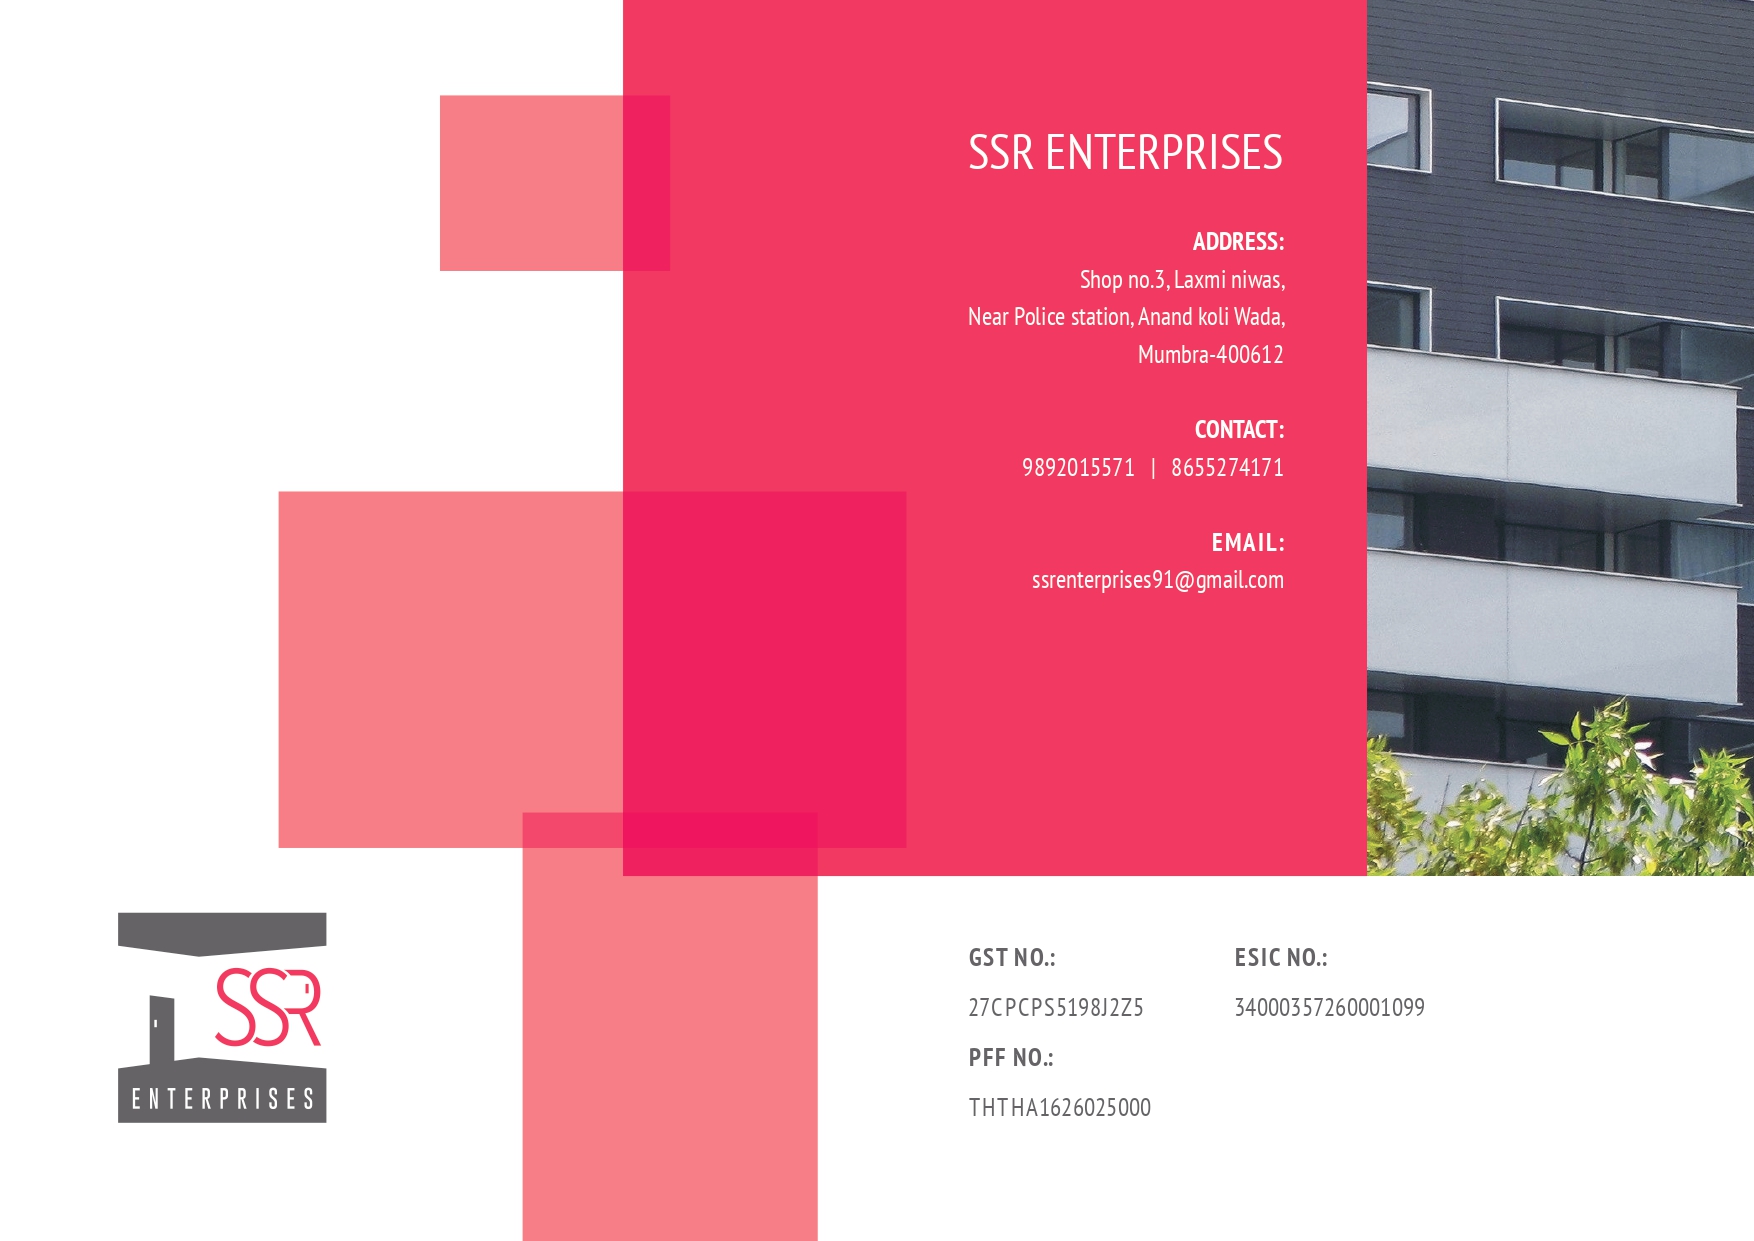 SSR ENTERPRISES
ADDRESS:
Shop no.3, Laxmi niwas,
Near Police station, Anand koli Wada,
Mumbra-400612
CONTACT:
9892015571 | 8655274171
EMAIL:
ssrenterprises91@gmail.com
SSR
ENTERPRISES
GST NO.:
27CPCPS5198J2Z5
ESIC NO.:
34000357260001099
PFF NO.:
THTHA1626025000